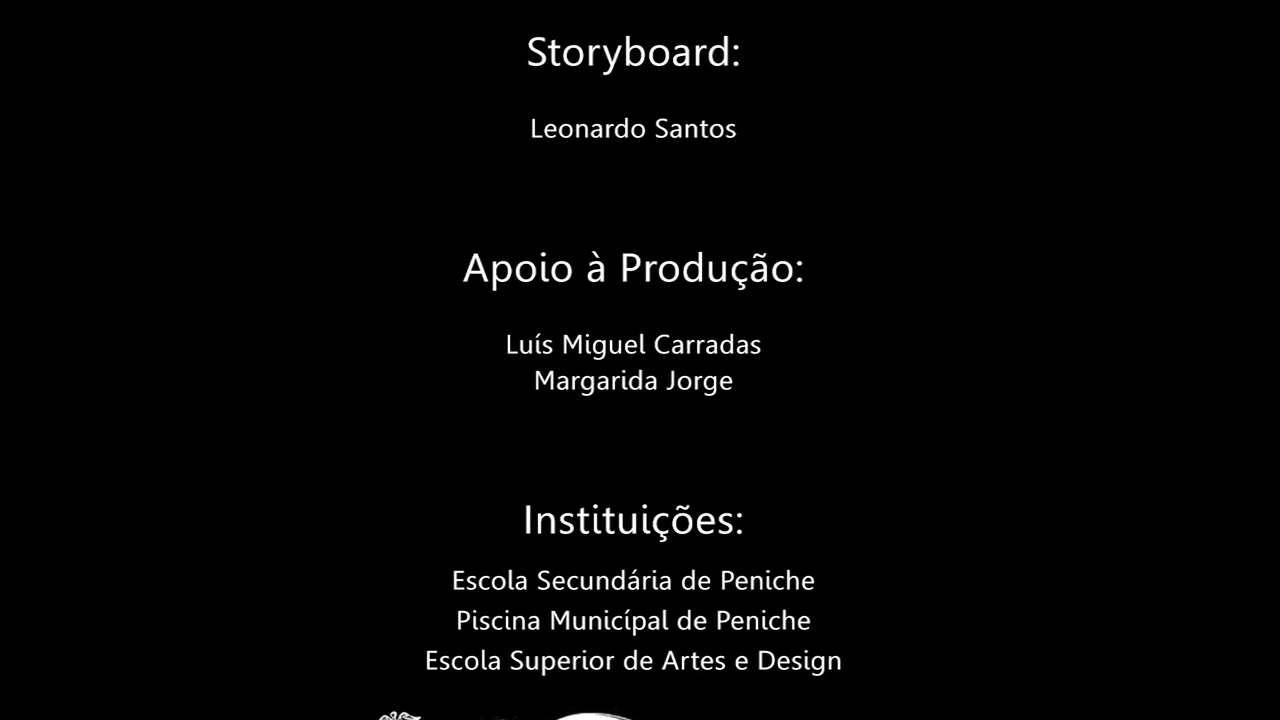 Storyboard:
Leonardo Santos
Apoio à Produção:
Luís Miguel Carradas
Margarida Jorge
Instituições:
Escola Secundária de Peniche
Piscina Municípal de Peniche
Escola Superior de Artes e Design